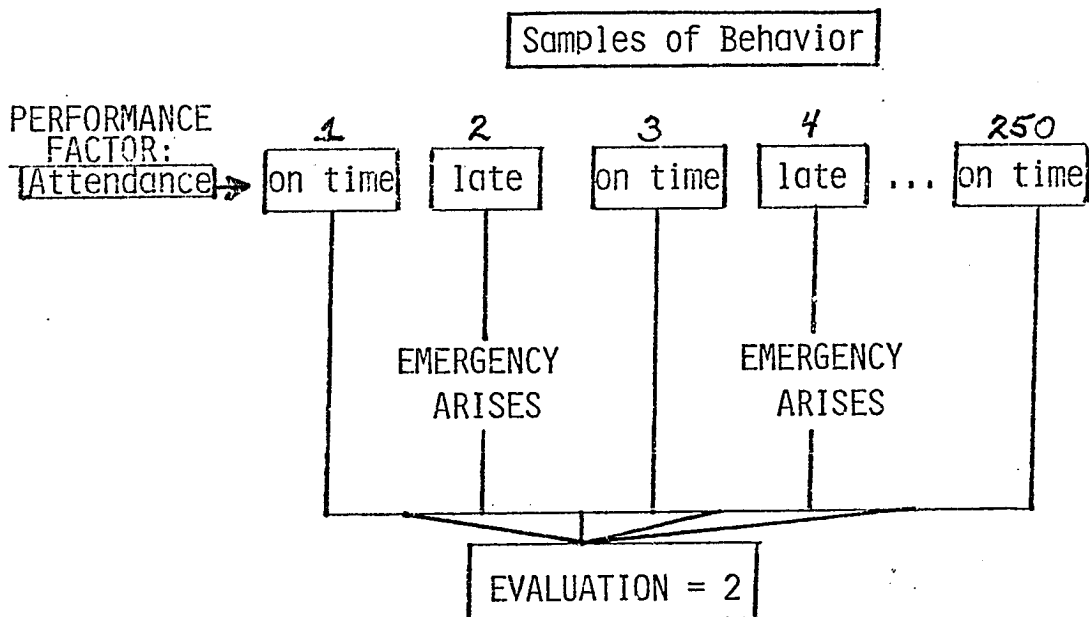 Samples of Behavior
PERFORMANCE
FACTOR:
Attendance
1 2 3 4 250
on time late on time late ... on time
EMERGENCY EMERGENCY
ARISES ARISES
EVALUATION = 2